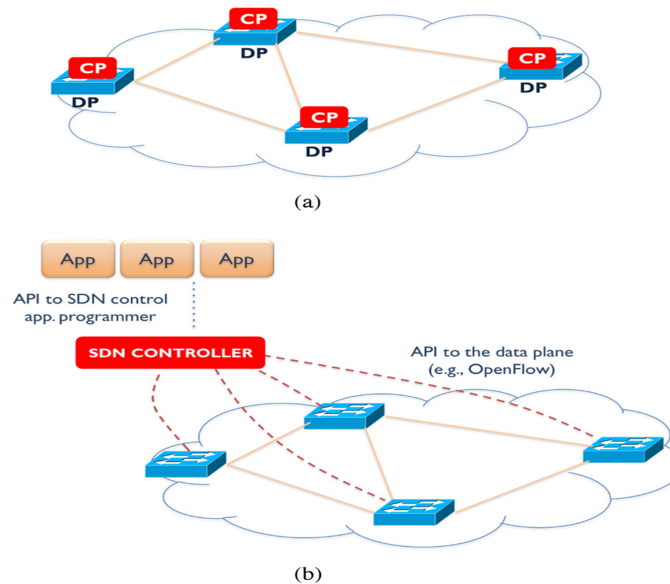 CP
DP
CP
DP
CP
DP
CP
DP
(a)
App App App
API to SDN control
app. programmer
SDN CONTROLLER
API to the data plane
(e.g., OpenFlow)
(b)